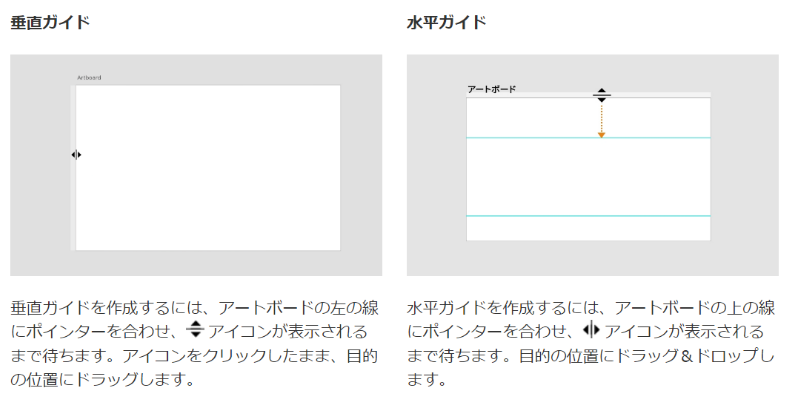 垂直ガイド
Artboard
垂直ガイドを作成するには、アートボードの左の線
にポインターを合わせ、アイコンが表示される
まで待ちます。アイコンをクリックしたまま、目的
の位置にドラッグします。
水平ガイド
アートボード
水平ガイドを作成するには、アートボードの上の線
にポインターを合わせ、アイコンが表示される
まで待ちます。目的の位置にドラッグ＆ドロップし
ます。